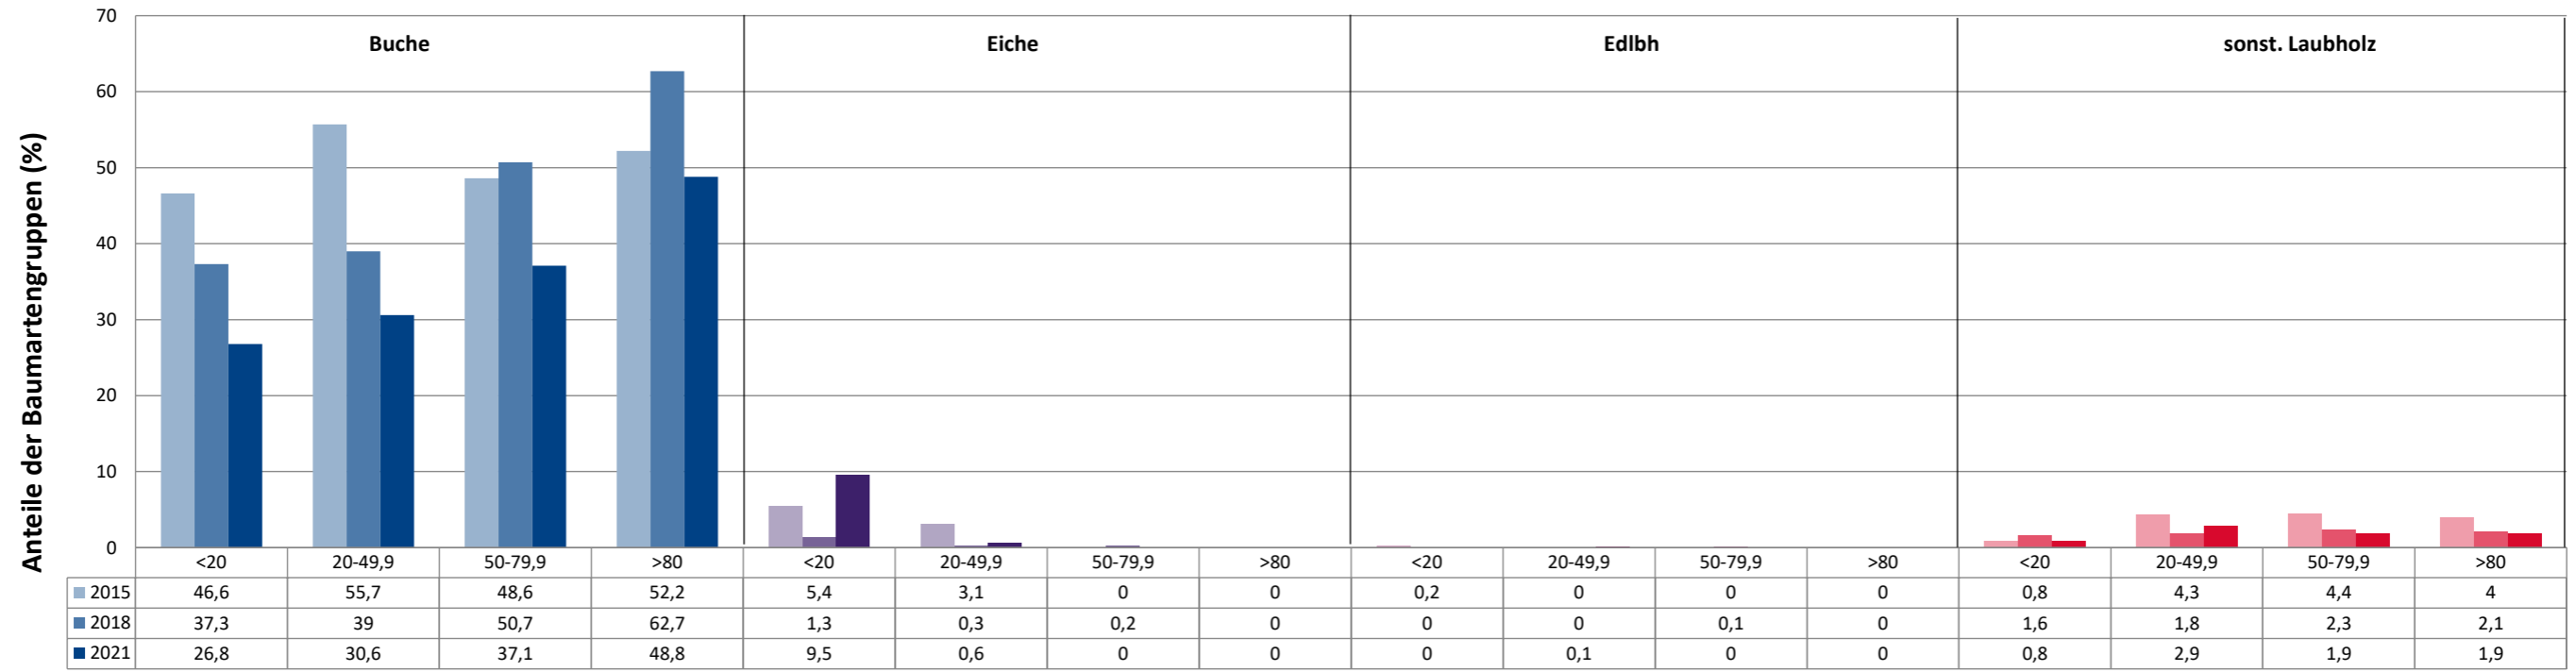 70
Buche Eiche Edlbh sonst. Laubholz
60
50
40
30
20
10
0
Anteile der Baumartengruppen (%)
<20 20-49,9 50-79,9 >80 <20 20-49,9 50-79,9 >80 <20 20-49,9 50-79,9 >80 <20 20-49,9 50-79,9 >80
2015 46,6 55,7 48,6 52,2 5,4 3,1 0 0 0,2 0 0 0 0,8 4,3 4,4 4
2018 37,3 39 50,7 62,7 1,3 0,3 0,2 0 0 0 0,1 0 1,6 1,8 2,3 2,1
2021 26,8 30,6 37,1 48,8 9,5 0,6 0 0 0 0,1 0 0 0,8 2,9 1,9 1,9